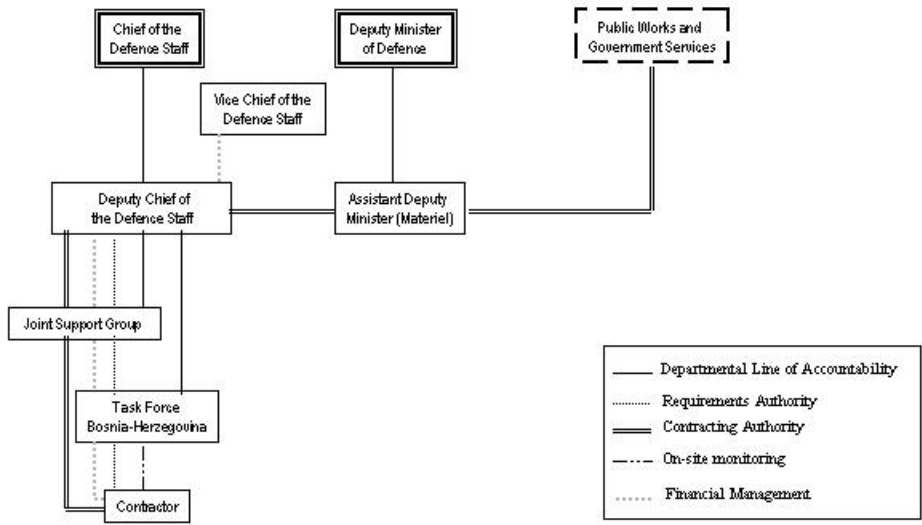 Chief of the
Defence Staff
Deputy Minister
of Defence
Public Works and
Government Services
Vice Chief of the
Defence Staff
Deputy Chief of
the Defence Staff
Assistant Deputy
Minister (Materiel)
Joint Support Group
Task Force
Bosnia-Herzegovina
Contractor
Departmental Line of Accountability
Requirements Authority
Contracting Authority
On-site monitoring
Financial Management